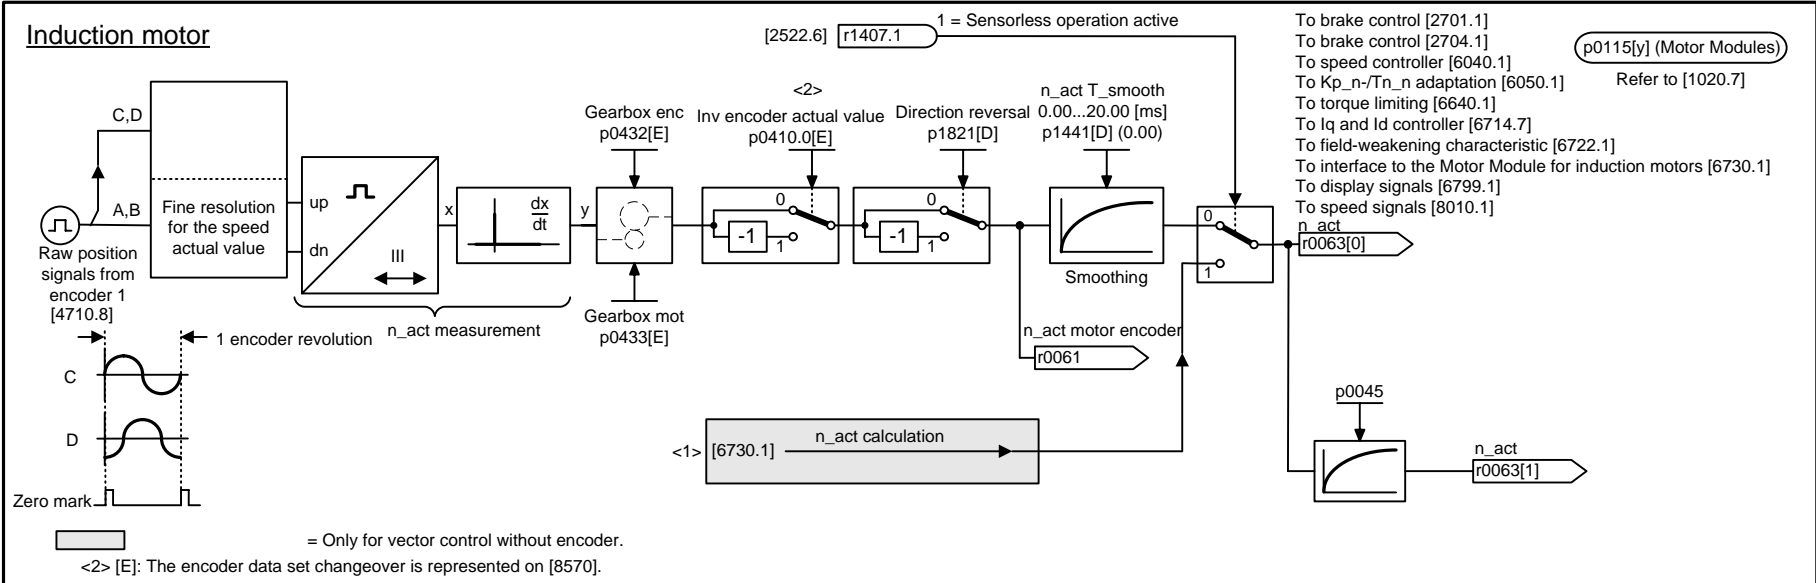 Induction motor
[2522.6]
r1407.1
1 = Sensorless operation active
To brake control [2701.1]
To brake control [2704.1]
To speed controller [6040.1]
To Kp_n-/Tn_n adaptation [6050.1]
To torque limiting [6640.1]
To Iq and Id controller [6714.7]
To field-weakening characteristic [6722.1]
To interface to the Motor Module for induction motors [6730.1]
To display signals [6799.1]
To speed signals [8010.1]
p0115[y] (Motor Modules)
Refer to [1020.7]
C,D
A,B
Raw position
signals from
encoder 1
[4710.8]
Fine resolution
for the speed
actual value
up
dn
III
x
dx
dt
y
n_act measurement
Gearbox enc
p0432[E]
Gearbox mot
p0433[E]
<2>
Inv encoder actual value
p0410.0[E]
0
-1
1
Direction reversal
p1821[D]
0
-1
1
n_act T_smooth
0.00...20.00 [ms]
p1441[D] (0.00)
Smoothing
0
1
n_act
r0063[0]
n_act motor encoder
r0061
1 encoder revolution
C
D
Zero mark
<1>
[6730.1]
n_act calculation
p0045
n_act
r0063[1]
= Only for vector control without encoder.
<2> [E]: The encoder data set changeover is represented on [8570].